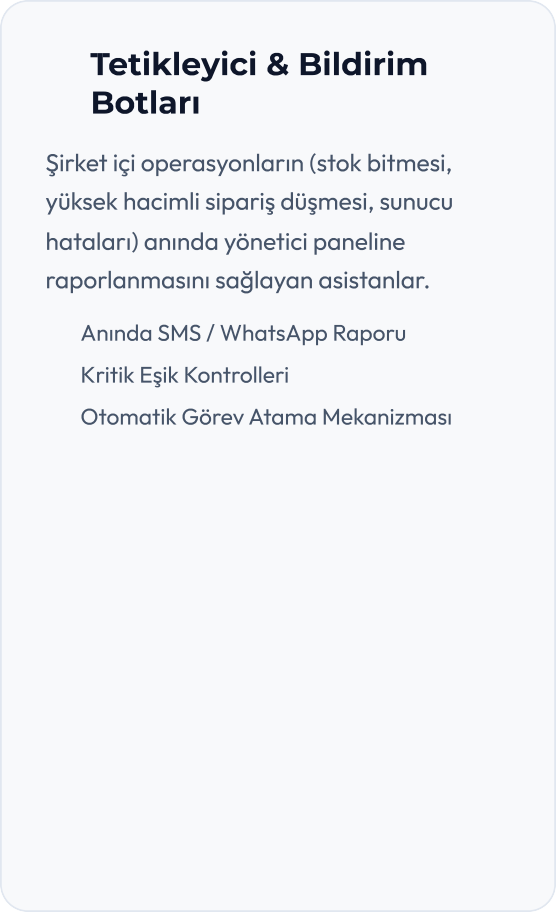 Tetikleyici & Bildirim
Botları
Şirket içi operasyonların (stok bitmesi,
yüksek hacimli sipariş düşmesi, sunucu
hataları) anında yönetici paneline
raporlanmasını sağlayan asistanlar.
Anında SMS / WhatsApp Raporu
Kritik Eşik Kontrolleri
Otomatik Görev Atama Mekanizması